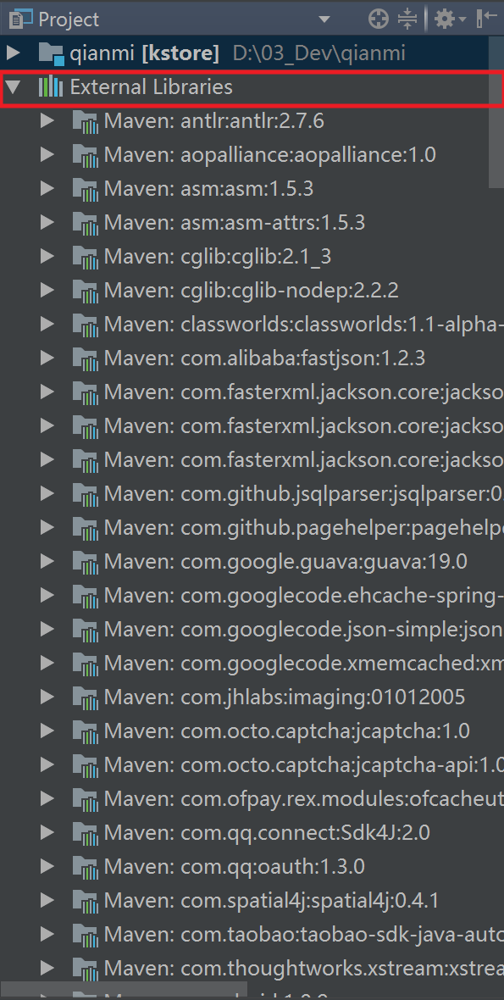 Project
qianmi [kstore] D:\03_Dev\qianmi
External Libraries
Maven: antlr:antlr:2.7.6
Maven: aopalliance:aopalliance:1.0
Maven: asm:asm:1.5.3
Maven: asm:asm-attrs:1.5.3
Maven: cglib:cglib:2.1_3
Maven: cglib:cglib-nodep:2.2.2
Maven: classworlds:classworlds:1.1-alpha-
Maven: com.alibaba:fastjson:1.2.3
Maven: com.fasterxml.jackson.core:jackso
Maven: com.fasterxml.jackson.core:jackso
Maven: com.fasterxml.jackson.core:jackso
Maven: com.github.jsqlparser:jsqlparser:0.
Maven: com.github.pagehelper:pagehelpe
Maven: com.google.guava:guava:19.0
Maven: com.googlecode.ehcache-spring-
Maven: com.googlecode.json-simple:json
Maven: com.googlecode.xmemcached:xm
Maven: com.jhlabs:imaging:01012005
Maven: com.octo.captcha:jcaptcha:1.0
Maven: com.octo.captcha:jcaptcha-api:1.0
Maven: com.ofpay.rex.modules:ofcacheut
Maven: com.qq.connect:Sdk4J:2.0
Maven: com.qq:oauth:1.3.0
Maven: com.spatial4j:spatial4j:0.4.1
Maven: com.taobao:taobao-sdk-java-auto
Maven: com.thoughtworks.xstream:xstrea